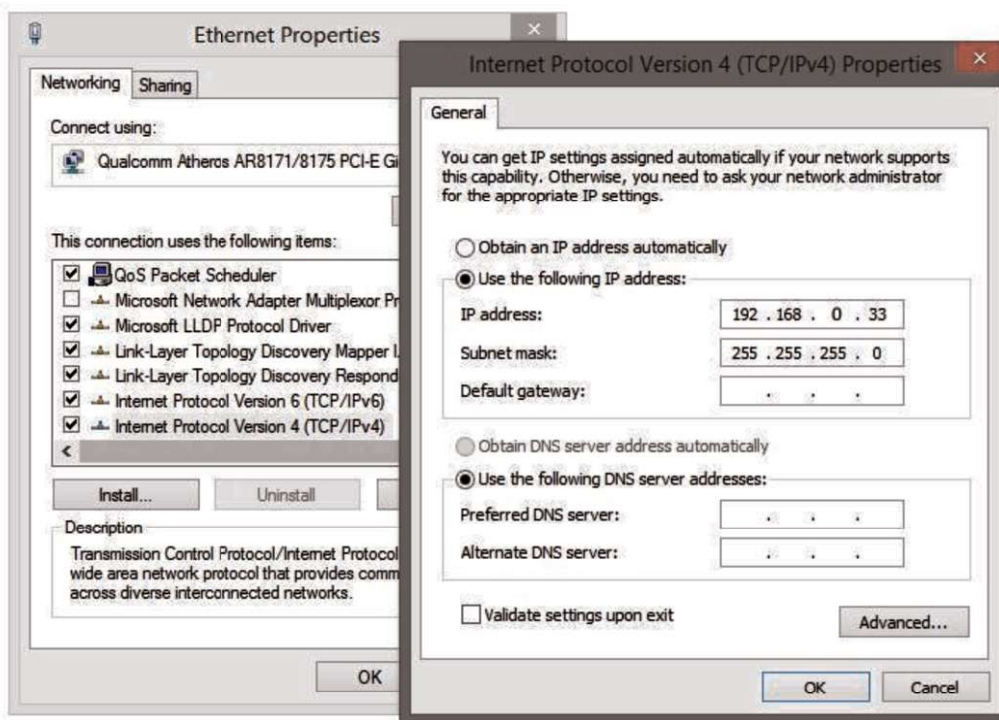 Ethernet Properties
Networking
Sharing
Connect using:
Qualcomm Atheros AR8171/8175 PCI-E Gi
This connection uses the following items:
QoS Packet Scheduler
Microsoft Network Adapter Multiplexor Pr
Microsoft LLDP Protocol Driver
Link-Layer Topology Discovery Mapper I.
Link-Layer Topology Discovery Respond
Internet Protocol Version 6 (TCP/IPv6)
Internet Protocol Version 4 (TCP/IPv4)
Install...
Uninstall
Description
Transmission Control Protocol/Internet Protocol
wide area network protocol that provides comm
across diverse interconnected networks.
OK
Internet Protocol Version 4 (TCP/IPv4) Properties
General
You can get IP settings assigned automatically if your network supports
this capability. Otherwise, you need to ask your network administrator
for the appropriate IP settings.
Obtain an IP address automatically
Use the following IP address:
IP address: 192 . 168 . 0 . 33
Subnet mask: 255 . 255 . 255 . 0
Default gateway: . . .
Obtain DNS server address automatically
Use the following DNS server addresses:
Preferred DNS server: . . .
Alternate DNS server: . . .
Validate settings upon exit
Advanced...
OK
Cancel